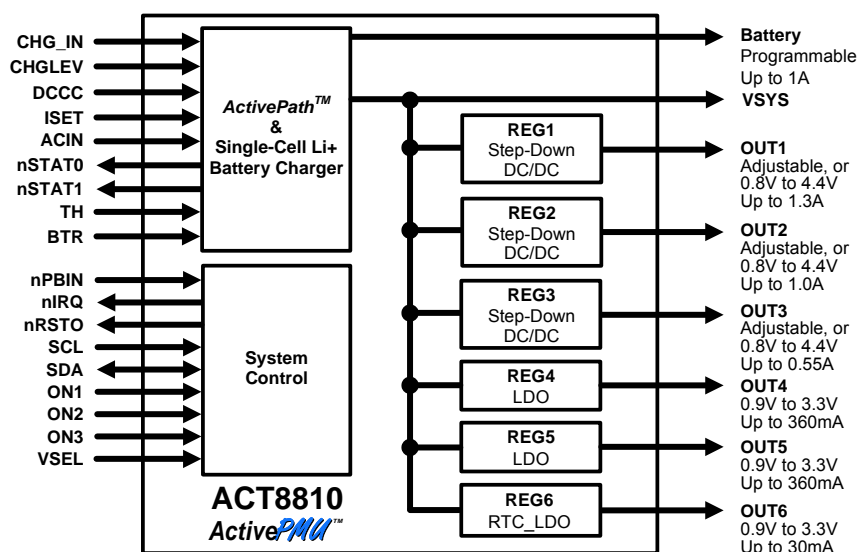 CHG_IN
CHGLEV
DCCC
ISET
ACIN
nSTAT0
nSTAT1
TH
BTR
nPBIN
nIRQ
nRSTO
SCL
SDA
ON1
ON2
ON3
VSEL
ActivePath™
&
Single-Cell Li+
Battery Charger
System
Control
ACT8810
ActivePMU™
REG1
Step-Down
DC/DC
REG2
Step-Down
DC/DC
REG3
Step-Down
DC/DC
REG4
LDO
REG5
LDO
REG6
RTC_LDO
Battery
Programmable
Up to 1A
VSYS
OUT1
Adjustable, or
0.8V to 4.4V
Up to 1.3A
OUT2
Adjustable, or
0.8V to 4.4V
Up to 1.0A
OUT3
Adjustable, or
0.8V to 4.4V
Up to 0.55A
OUT4
0.9V to 3.3V
Up to 360mA
OUT5
0.9V to 3.3V
Up to 360mA
OUT6
0.9V to 3.3V
Up to 30mA